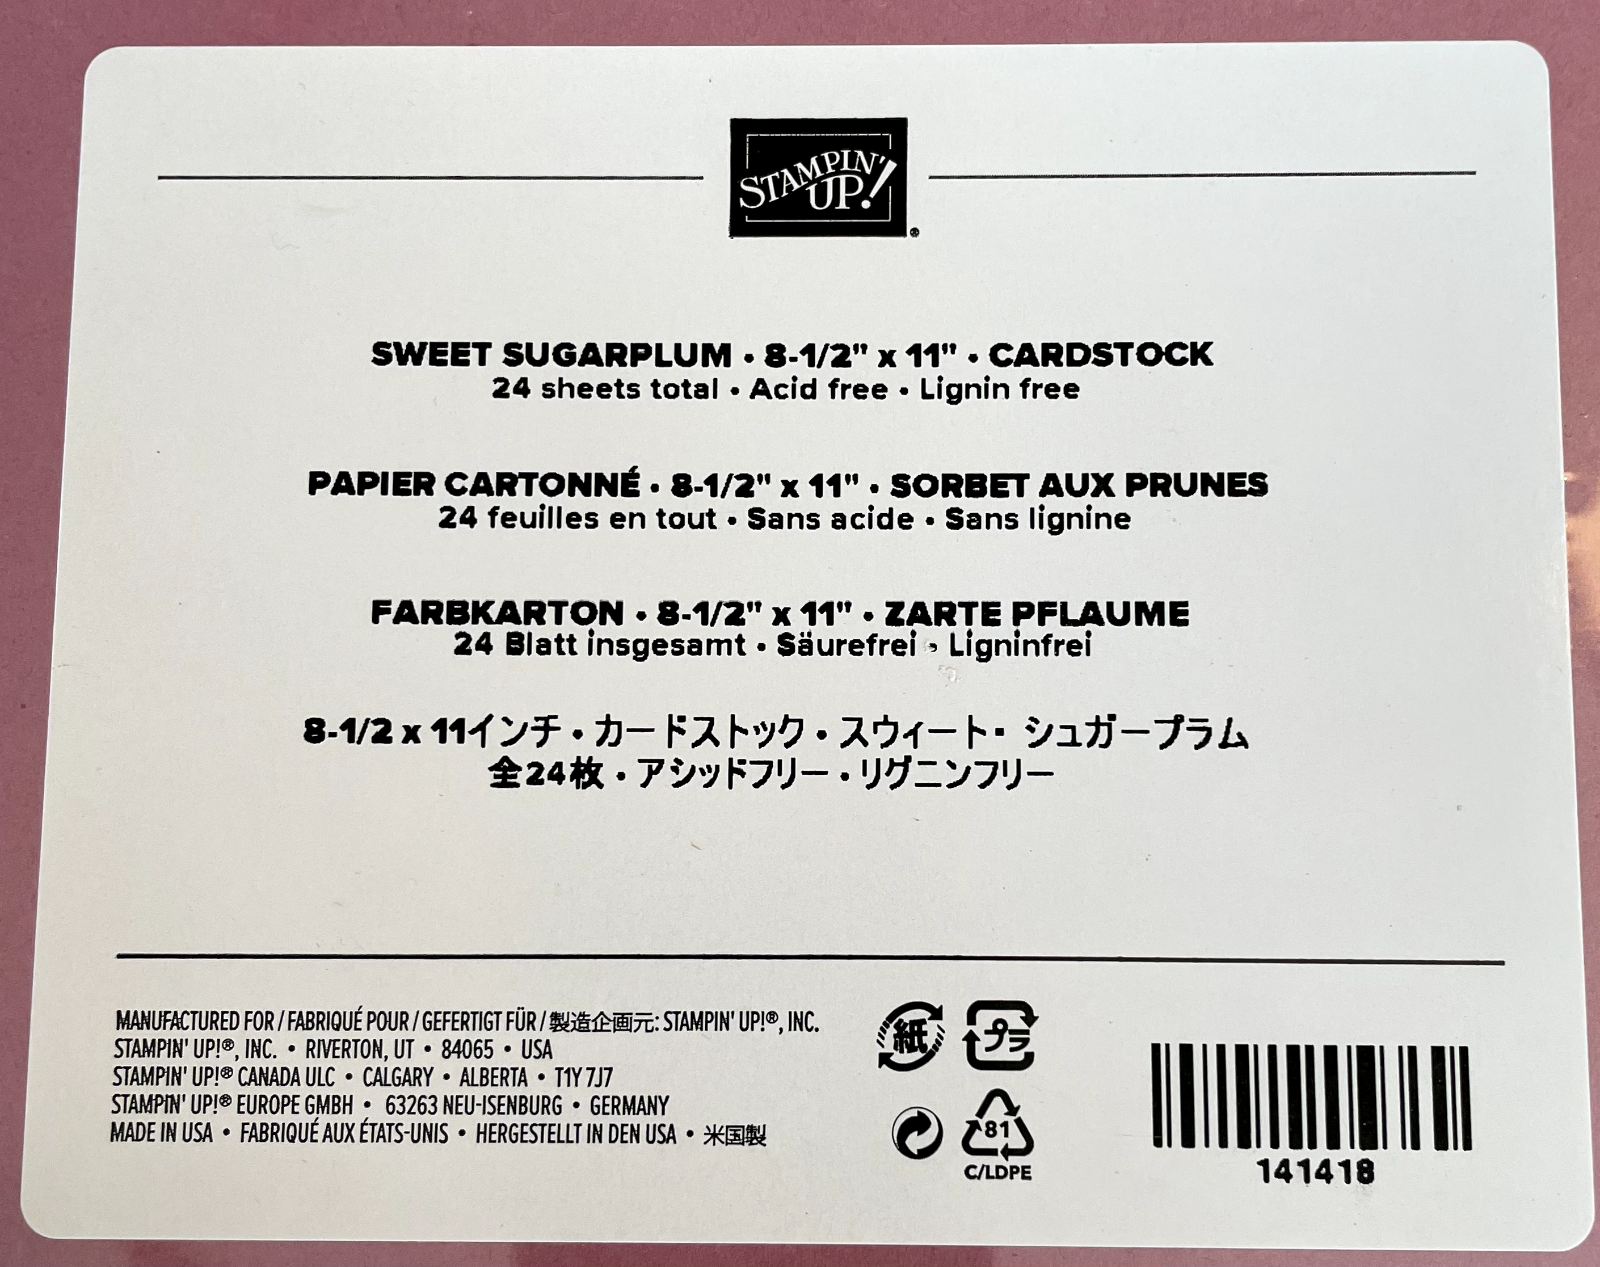 STAMPIN'
UP!®
SWEET SUGARPLUM • 8-1/2" x 11" • CARDSTOCK
24 sheets total • Acid free • Lignin free
PAPIER CARTONNÉ • 8-1/2" x 11" • SORBET AUX PRUNES
24 feuilles en tout • Sans acide • Sans lignine
FARBKARTON • 8-1/2" x 11" • ZARTE PFLAUME
24 Blatt insgesamt • Säurefrei • Ligninfrei
8-1/2 x 11インチ・カードストック・スウィート・シュガープラム
全24枚・アシッドフリー・リグニンフリー
MANUFACTURED FOR / FABRIQUÉ POUR / GEFERTIGT FÜR / 製造企画元: STAMPIN' UP!®, INC.
STAMPIN' UP!®, INC. • RIVERTON, UT • 84065 • USA
STAMPIN' UP!® CANADA ULC • CALGARY • ALBERTA • T1Y 7J7
STAMPIN' UP!® EUROPE GMBH • 63263 NEU-ISENBURG • GERMANY
MADE IN USA • FABRIQUÉ AUX ÉTATS-UNIS • HERGESTELLT IN DEN USA • 米国製
紙 プラ
81
C/LDPE
141418